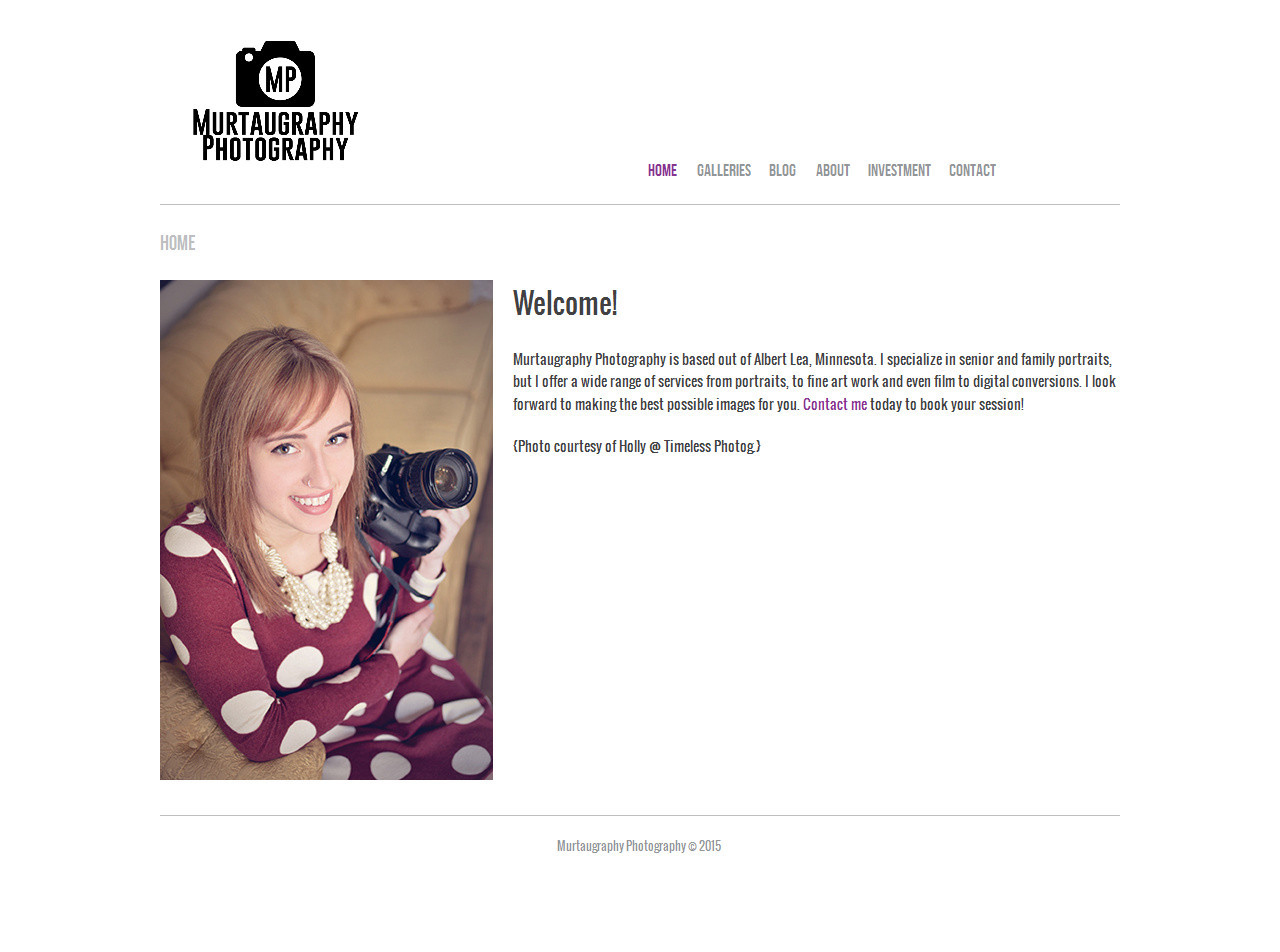 MP
MURTAUGRAPHY
PHOTOGRAPHY
HOME GALLERIES BLOG ABOUT INVESTMENT CONTACT
HOME
Welcome!
Murtaugraphy Photography is based out of Albert Lea, Minnesota. I specialize in senior and family portraits,
but I offer a wide range of services from portraits, to fine art work and even film to digital conversions. I look
forward to making the best possible images for you. Contact me today to book your session!
{Photo courtesy of Holly @ Timeless Photog.}
Murtaugraphy Photography © 2015